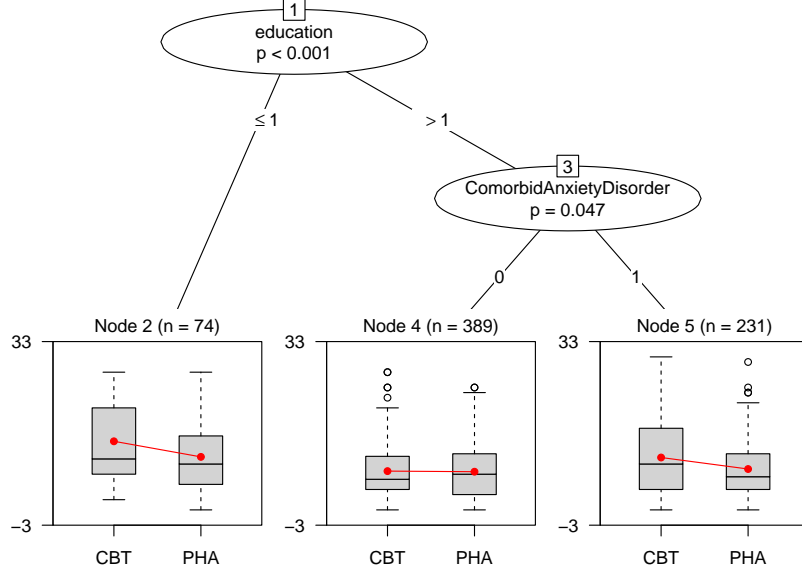 1
education
p < 0.001
≤ 1
> 1
3
ComorbidAnxietyDisorder
p = 0.047
0
1
Node 2 (n = 74)
Node 4 (n = 389)
Node 5 (n = 231)
33
−3
CBT
PHA
33
−3
CBT
PHA
33
−3
CBT
PHA